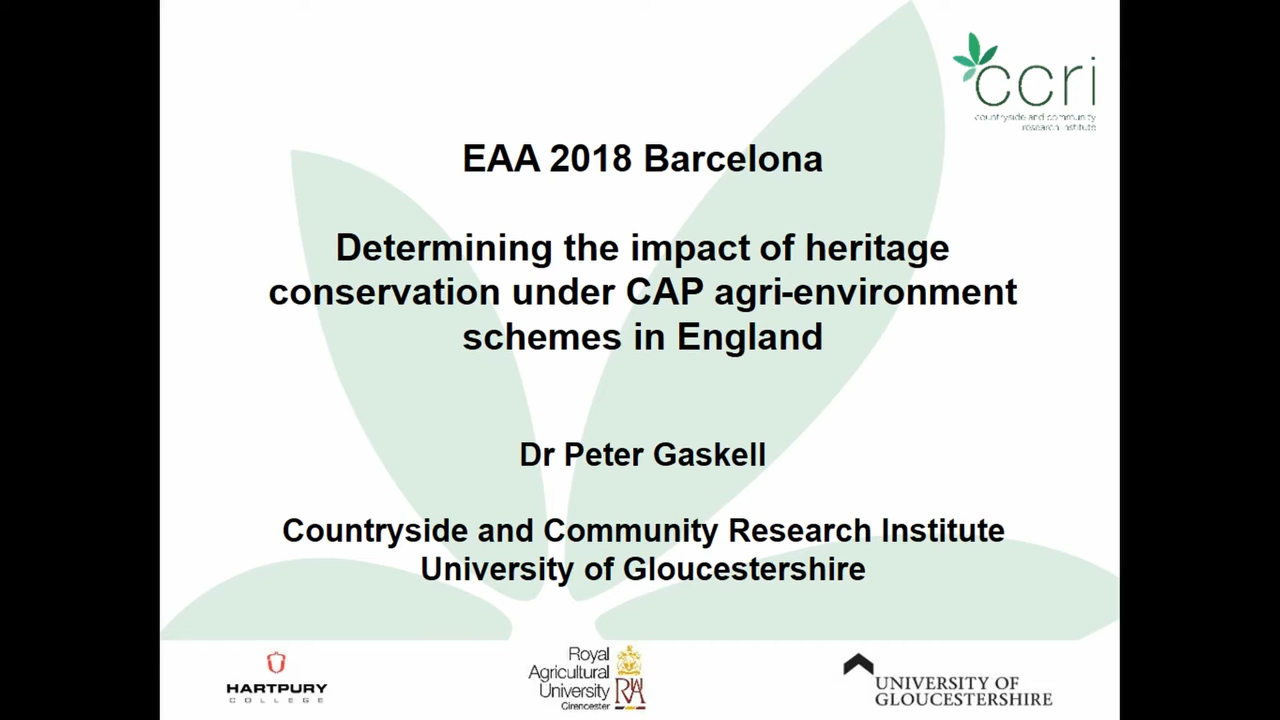 ccri
countryside and community
research institute
EAA 2018 Barcelona
Determining the impact of heritage
conservation under CAP agri-environment
schemes in England
Dr Peter Gaskell
Countryside and Community Research Institute
University of Gloucestershire
HARTPURY
COLLEGE
Royal
Agricultural
University
Cirencester
RAU
UNIVERSITY OF
GLOUCESTERSHIRE